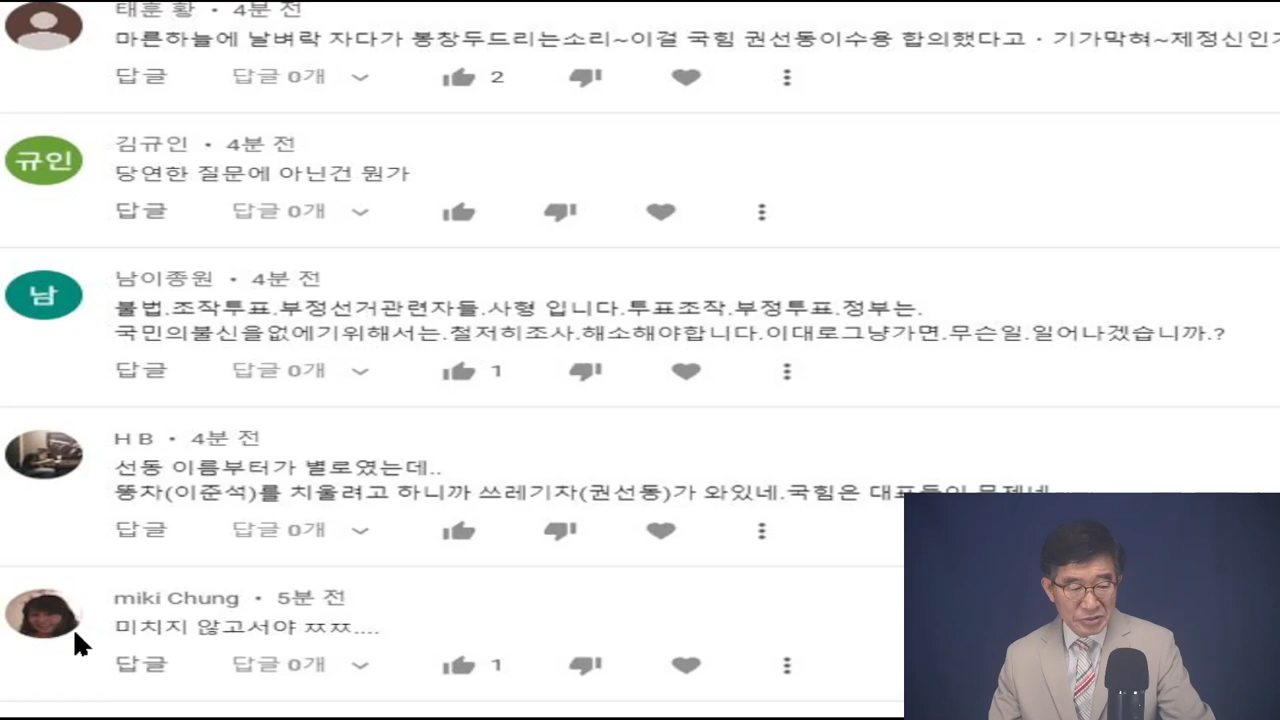 태훈 황 · 4분 전
마른하늘에 날벼락 자다가 봉창두드리는소리~이걸 국힘 권선동이수용 합의했다고 · 기가막혀~제정신인가
답글 답글 0개 2
규인
김규인 · 4분 전
당연한 질문에 아닌건 뭔가
답글 답글 0개
남
남이종원 · 4분 전
불법.조작투표.부정선거관련자들.사형 입니다.투표조작.부정투표.정부는.
국민의불신을없에기위해서는.철저히조사.해소해야합니다.이대로그냥가면.무슨일.일어나겠습니까.?
답글 답글 0개 1
H B · 4분 전
선동 이름부터가 별로였는데..
똥차(이준석)를 치울려고 하니까 쓰레기자(권선동)가 와있네.국힘은
답글 답글 0개
miki Chung · 5분 전
미치지 않고서야 ㅉㅉ....
답글 답글 0개 1